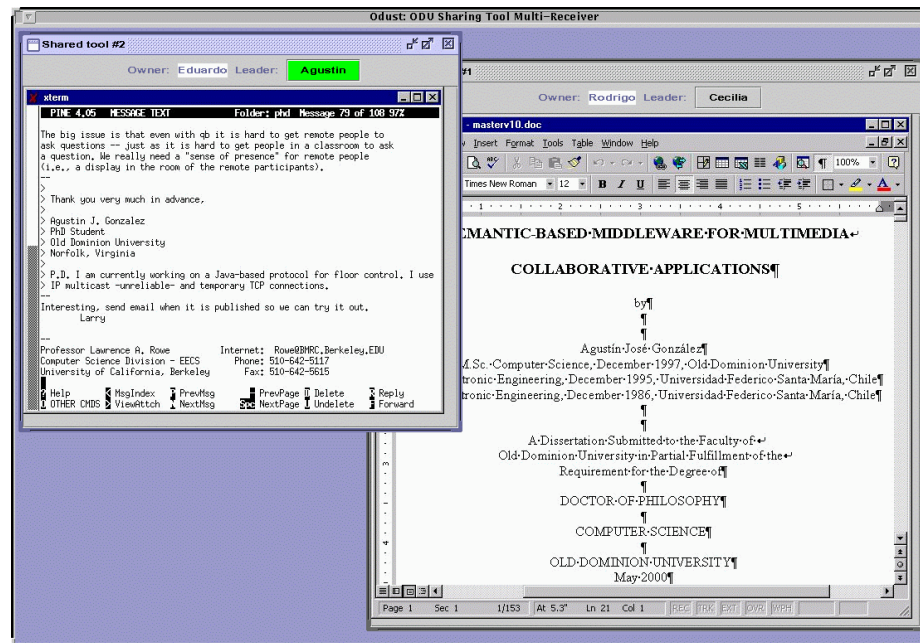 Odust: ODU Sharing Tool Multi-Receiver
Shared tool #2
Owner: Eduardo Leader: Agustin
xterm
PINE 4.05 MESSAGE TEXT Folder: phd Message 79 of 108 97%
The big issue is that even with qb it is hard to get remote people to
ask questions -- just as it is hard to get people in a classroom to ask
a question. We really need a "sense of presence" for remote people
(i.e., a display in the room of the remote participants).
--
>
> Thank you very much in advance,
>
> Agustin J. Gonzalez
> PhD Student
> Old Dominion University
> Norfolk, Virginia
>
> P.D. I am currently working on a Java-based protocol for floor control. I use
> IP multicast -unreliable- and temporary TCP connections.
--
Interesting, send email when it is published so we can try it out.
Larry
--
Professor Lawrence A. Rowe Internet: Rowe@BMRC.Berkeley.EDU
Computer Science Division - EECS Phone: 510-642-5117
University of California, Berkeley Fax: 510-642-5615
? Help < MsgIndex P PrevMsg - PrevPage D Delete R Reply
O OTHER CMDS > ViewAttch N NextMsg Spc NextPage U Undelete F Forward
#1
Owner: Rodrigo Leader: Cecilia
- masterv10.doc
Insert Format Tools Table Window Help
100%
Times New Roman 12 B I U
1 2 3 4 5
EMANTIC-BASED·MIDDLEWARE·FOR·MULTIMEDIA↵
COLLABORATIVE·APPLICATIONS¶
by¶
¶
¶
Agustín·José·González¶
M.Sc.·Computer·Science,·December·1997,·Old·Dominion·University¶
tronic·Engineering,·December·1995,·Universidad·Federico·Santa·María,·Chile¶
tronic·Engineering,·December·1986,·Universidad·Federico·Santa·María,·Chile¶
¶
¶
A·Dissertation·Submitted·to·the·Faculty·of·↵
Old·Dominion·University·in·Partial·Fulfillment·of·the↵
Requirement·for·the·Degree·of¶
¶
DOCTOR·OF·PHILOSOPHY¶
¶
COMPUTER·SCIENCE¶
¶
OLD·DOMINION·UNIVERSITY¶
May·2000¶
Page 1 Sec 1 1/153 At 5.3" Ln 21 Col 1 REC TRK EXT OVR WPH